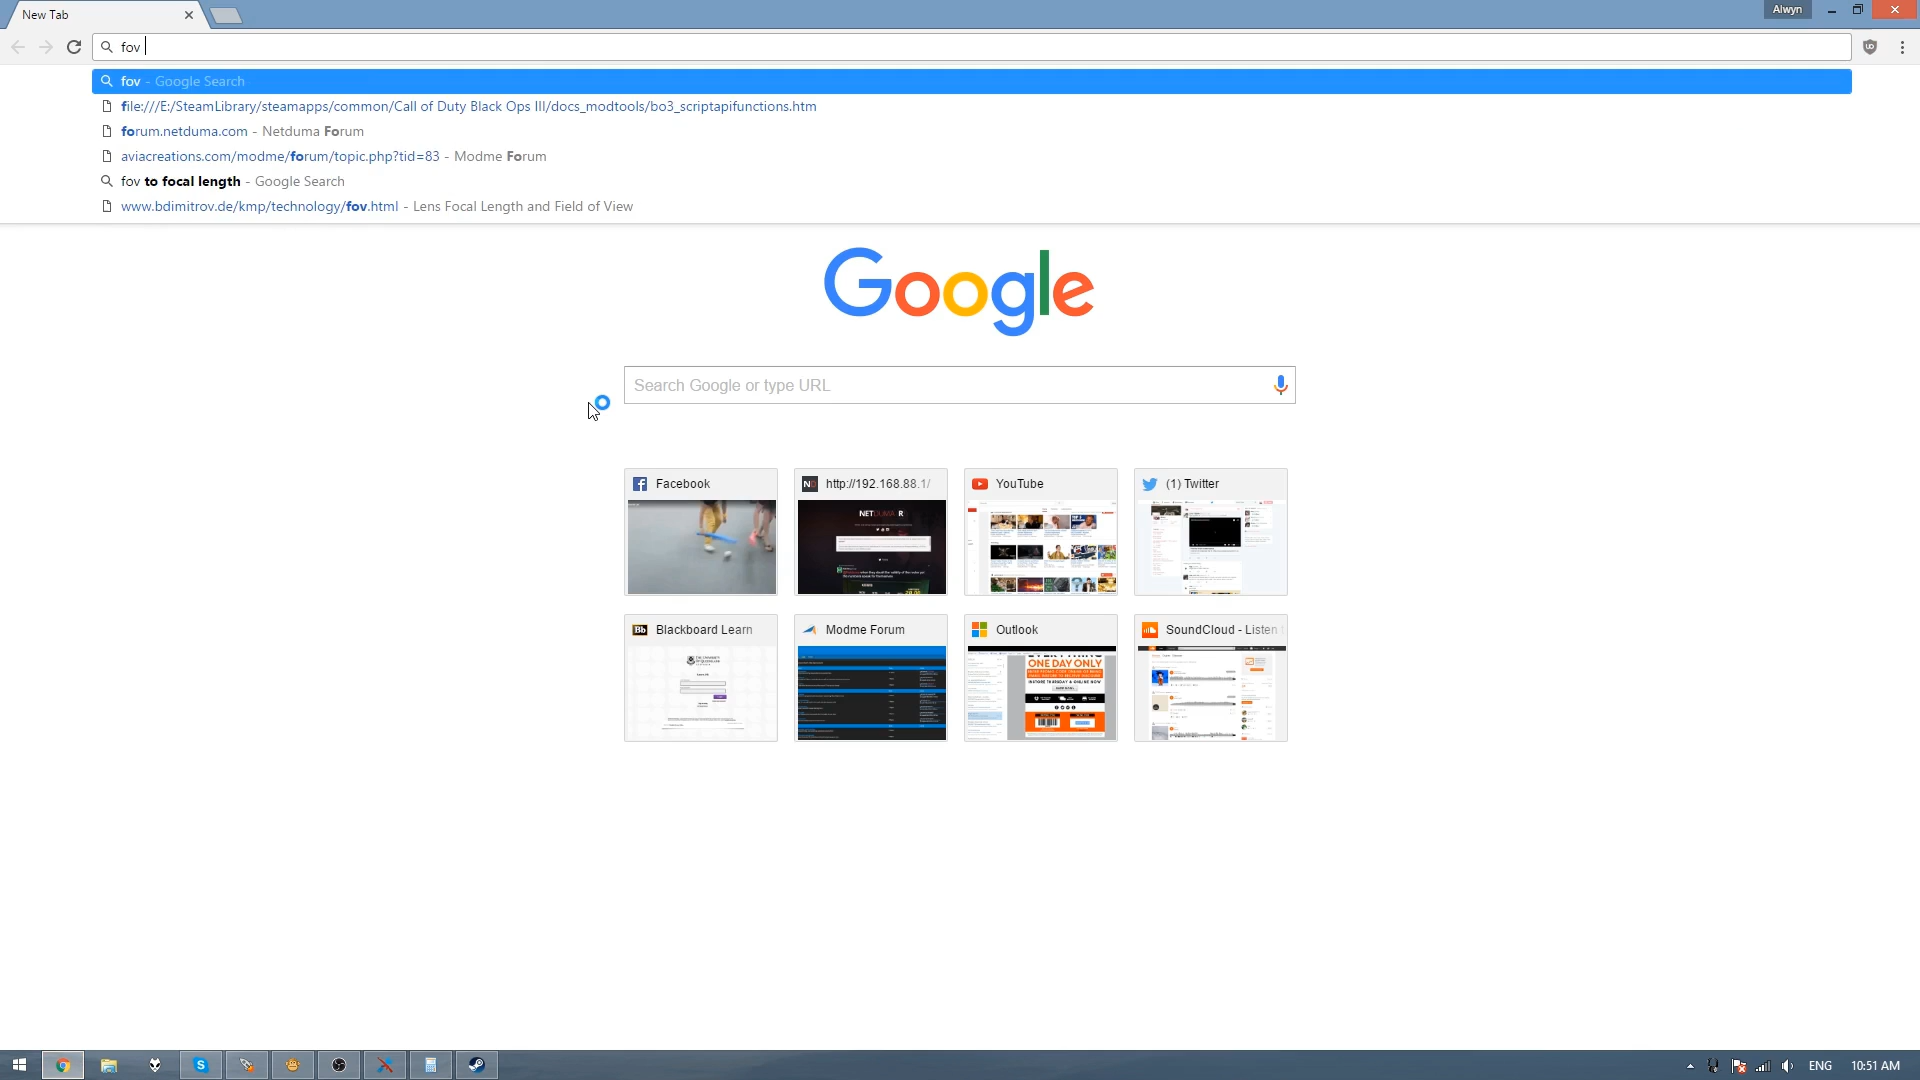 New Tab
Alwyn
fov
fov - Google Search
file:///E:/SteamLibrary/steamapps/common/Call of Duty Black Ops III/docs_modtools/bo3_scriptapifunctions.htm
forum.netduma.com - Netduma Forum
aviacreations.com/modme/forum/topic.php?tid=83 - Modme Forum
fov to focal length - Google Search
www.bdimitrov.de/kmp/technology/fov.html - Lens Focal Length and Field of View
Google
Search Google or type URL
Facebook
http://192.168.88.1/
YouTube
(1) Twitter
NETDUMA R
Blackboard Learn
Modme Forum
Outlook
SoundCloud - Listen
ONE DAY ONLY
ENG
10:51 AM